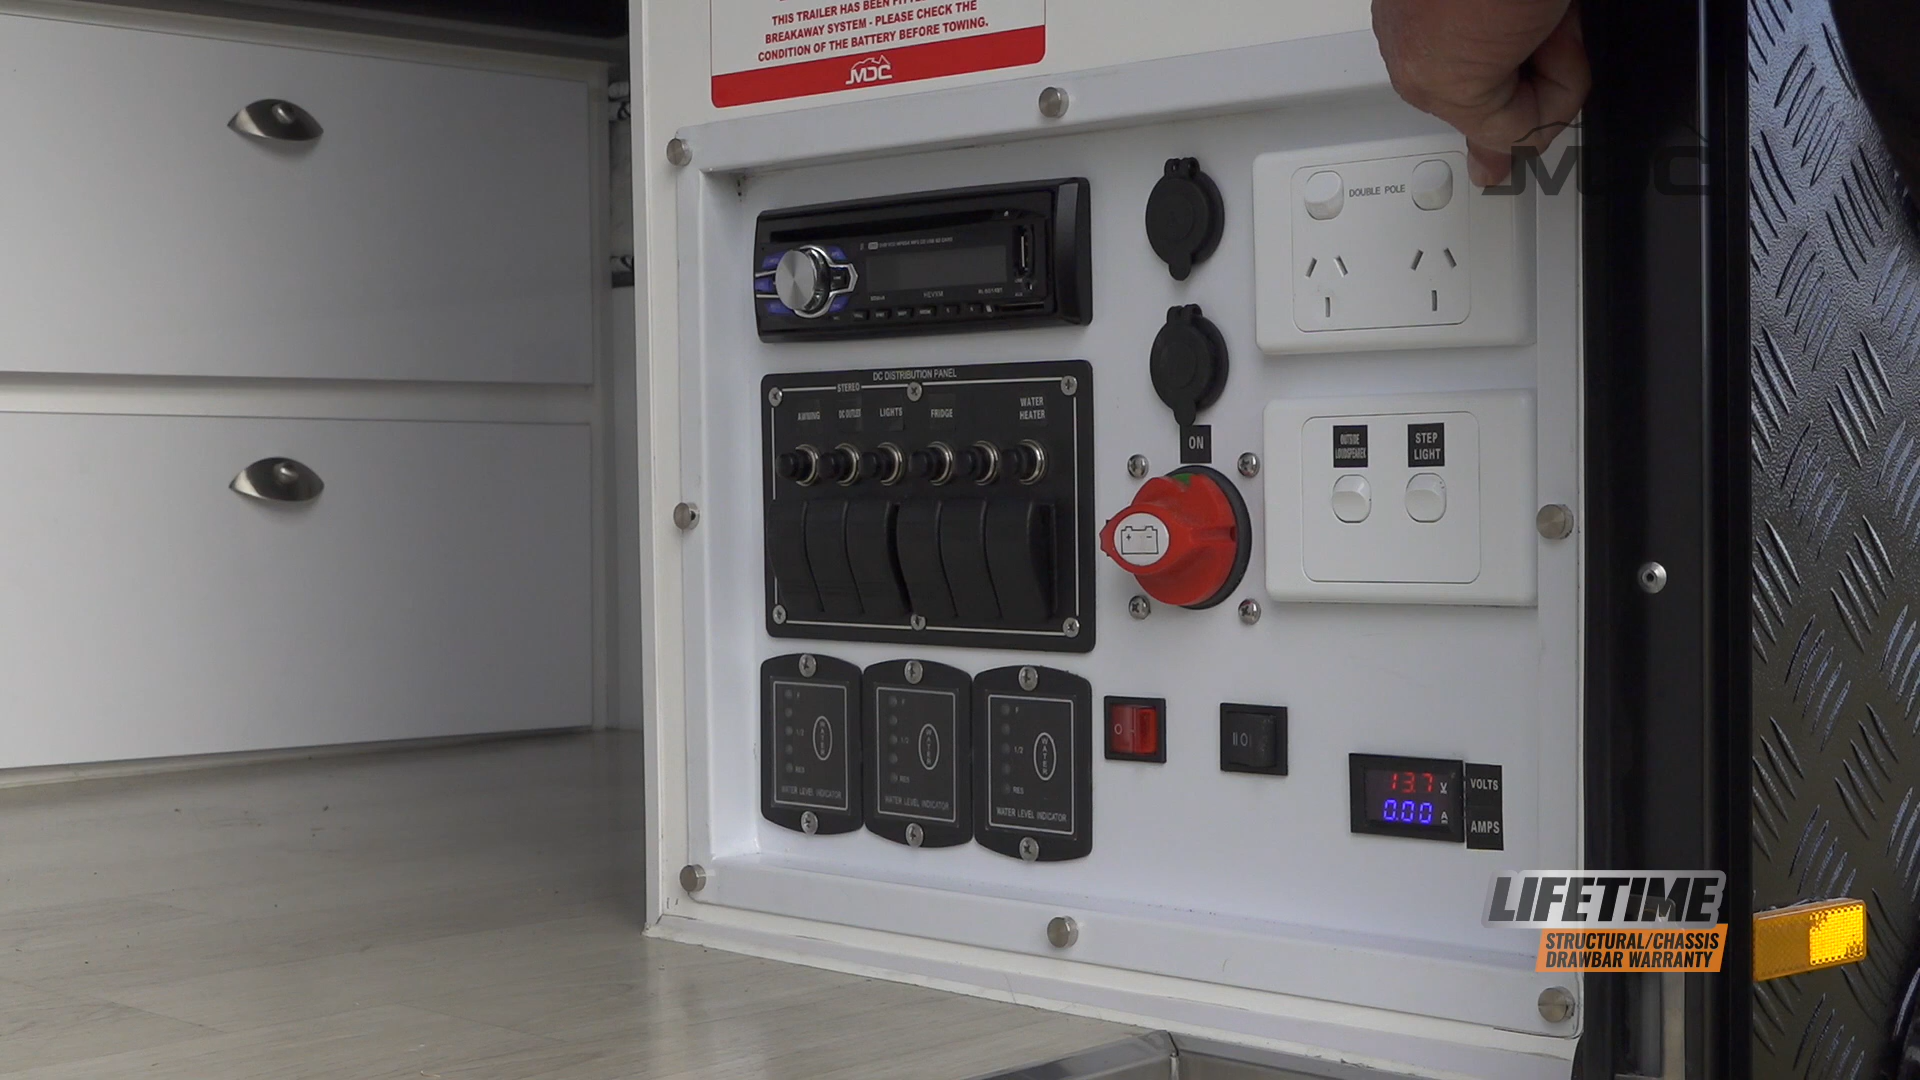 THIS TRAILER HAS BEEN
BREAKAWAY SYSTEM - PLEASE CHECK THE
CONDITION OF THE BATTERY BEFORE TOWING.
MDC
MDC
DOUBLE POLE
DC DISTRIBUTION PANEL
STEREO
AWNING DC OUTLET LIGHTS FRIDGE WATER HEATER
ON
OUTSIDE LOUDSPEAKER
STEP LIGHT
F
1/2
RES
WATER
WATER LEVEL INDICATOR
F
1/2
RES
WATER
WATER LEVEL INDICATOR
F
1/2
RES
WATER
WATER LEVEL INDICATOR
13.7 V
0.00 A
VOLTS
AMPS
LIFETIME
STRUCTURAL/CHASSIS
DRAWBAR WARRANTY